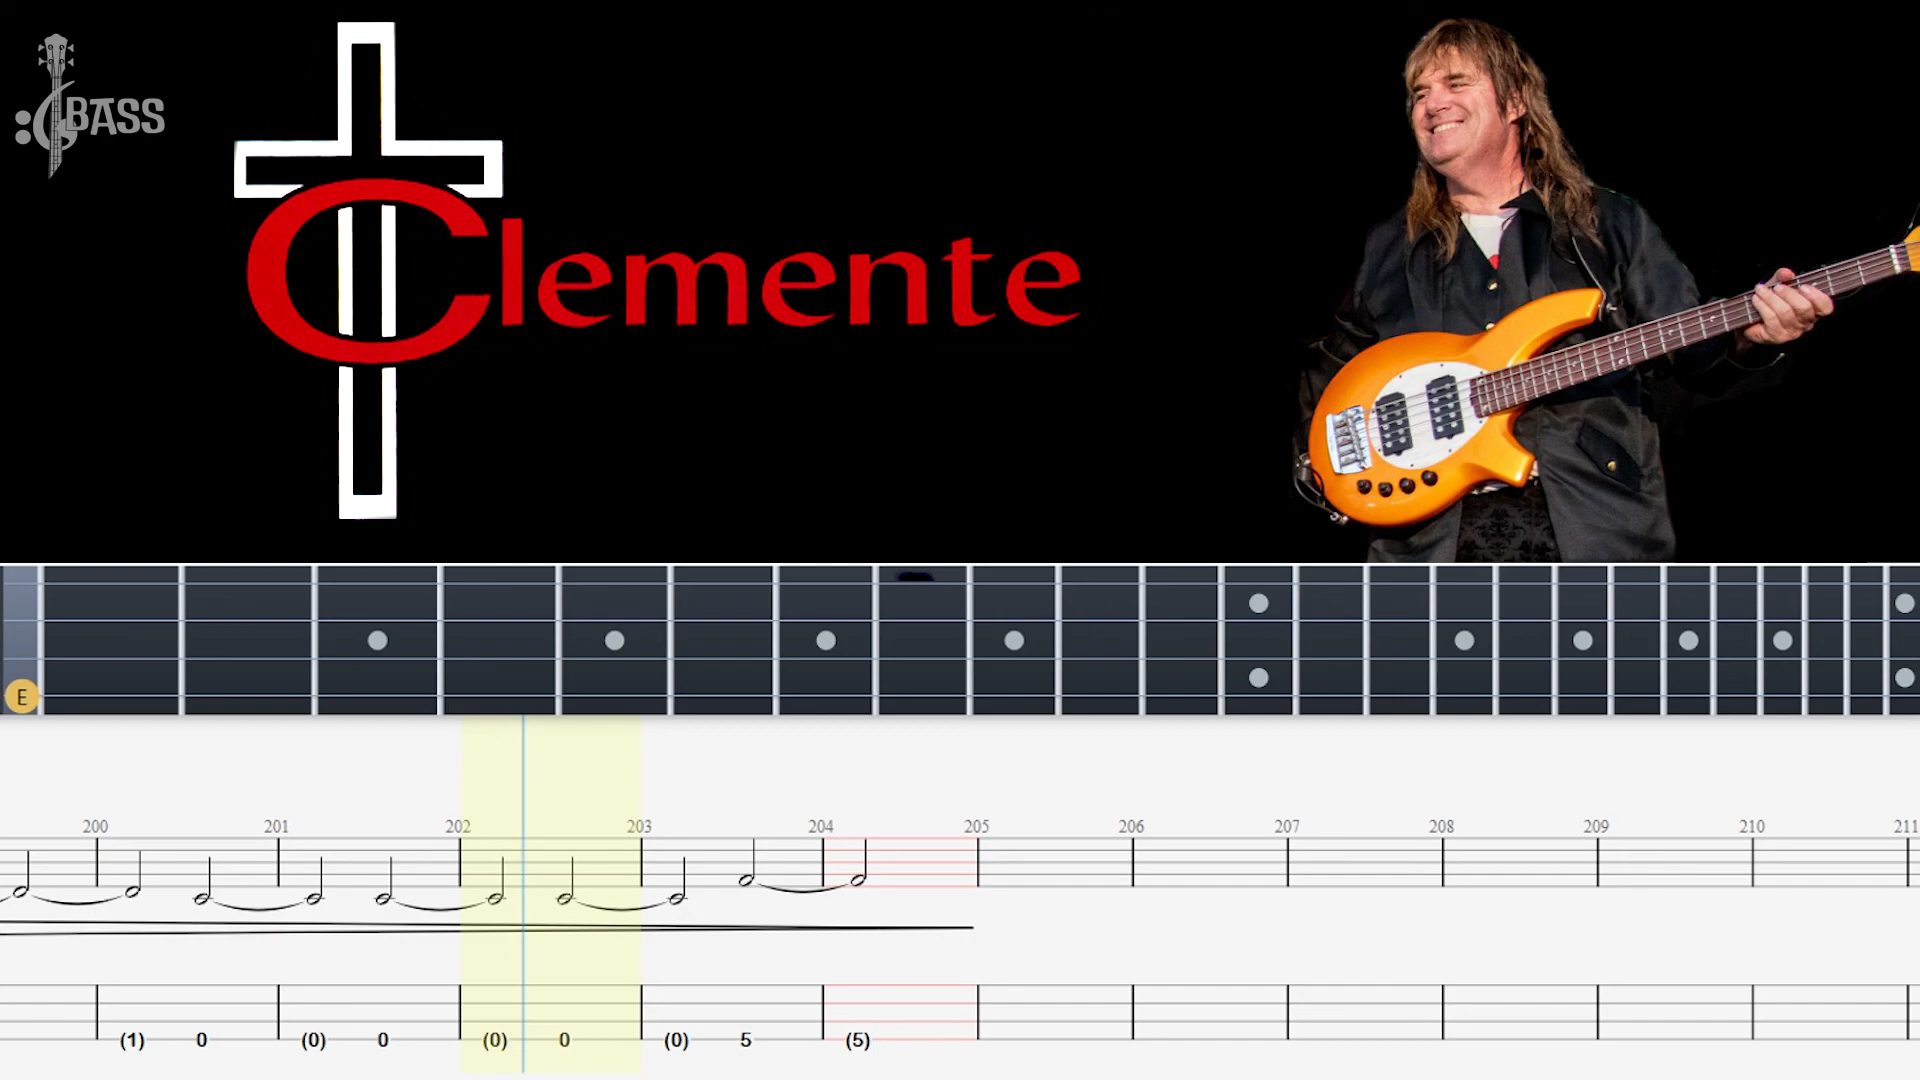 BASS
Clemente
E
200 201 202 203 204 205 206 207 208 209 210 211
(1) 0 (0) 0 (0) 0 (0) 5 (5)